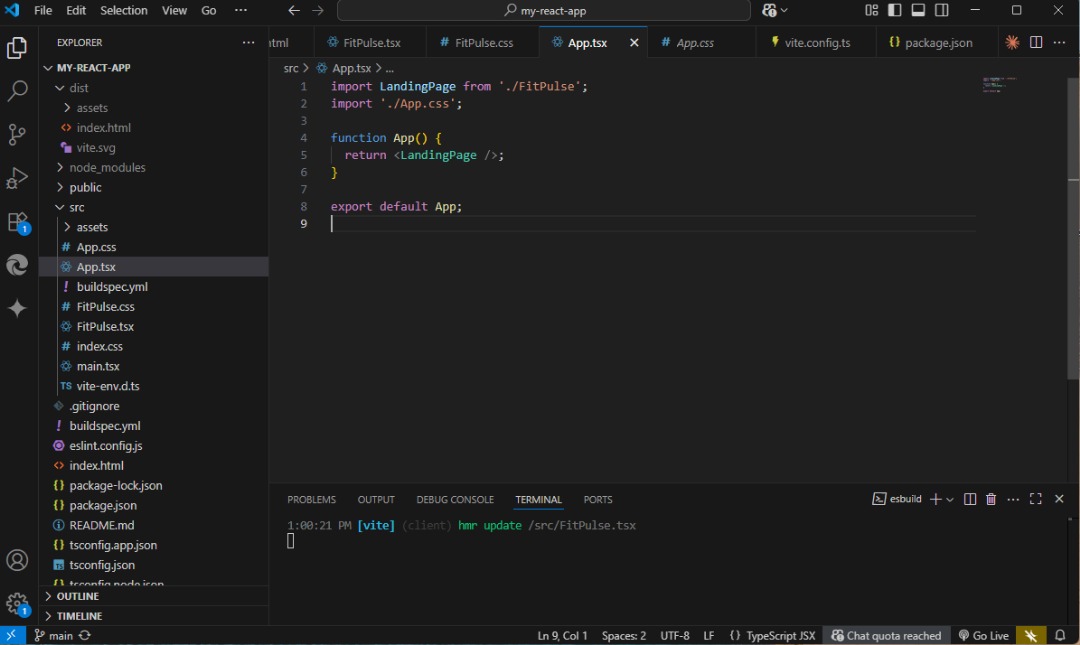 File Edit Selection View Go ···
my-react-app
EXPLORER ···
html
FitPulse.tsx
# FitPulse.css
App.tsx
# App.css
vite.config.ts
{} package.json
MY-REACT-APP
dist
assets
<> index.html
vite.svg
node_modules
public
src
assets
# App.css
App.tsx
! buildspec.yml
# FitPulse.css
FitPulse.tsx
# index.css
main.tsx
TS vite-env.d.ts
.gitignore
! buildspec.yml
eslint.config.js
<> index.html
{} package-lock.json
{} package.json
README.md
{} tsconfig.app.json
tsconfig.json
{} tsconfig.node.json
OUTLINE
TIMELINE
1
1
src > App.tsx > ...
1 import LandingPage from './FitPulse';
2 import './App.css';
3
4 function App() {
5 return <LandingPage />;
6 }
7
8 export default App;
9
PROBLEMS OUTPUT DEBUG CONSOLE TERMINAL PORTS
esbuild
1:00:21 PM [vite] (client) hmr update /src/FitPulse.tsx
main
Ln 9, Col 1 Spaces: 2 UTF-8 LF {} TypeScript JSX Chat quota reached Go Live